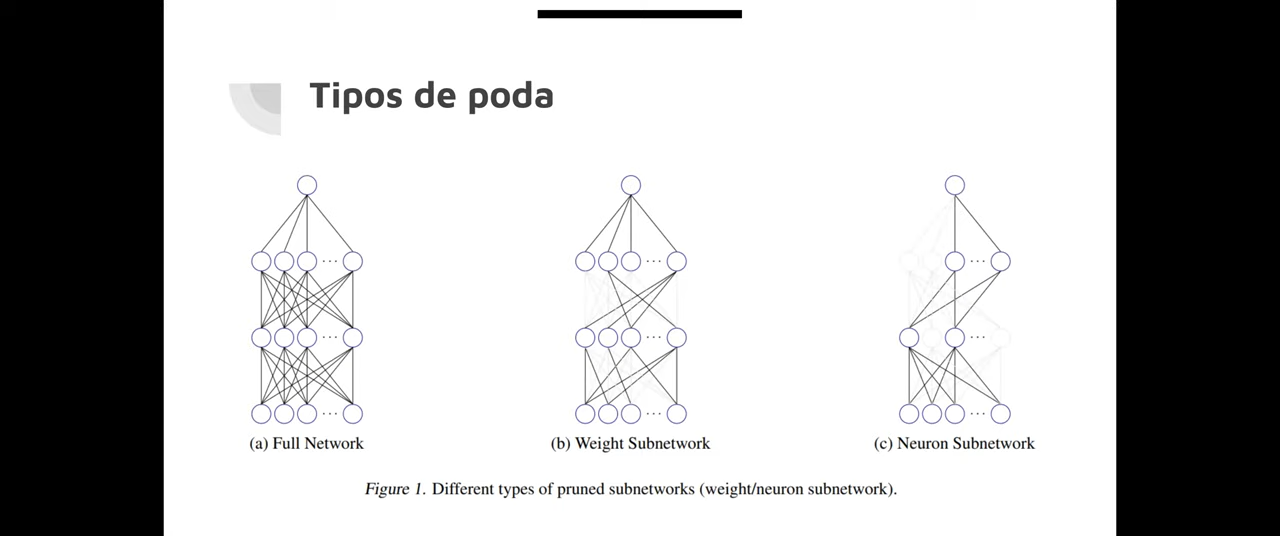 Tipos de poda
(a) Full Network
(b) Weight Subnetwork
(c) Neuron Subnetwork
Figure 1. Different types of pruned subnetworks (weight/neuron subnetwork).